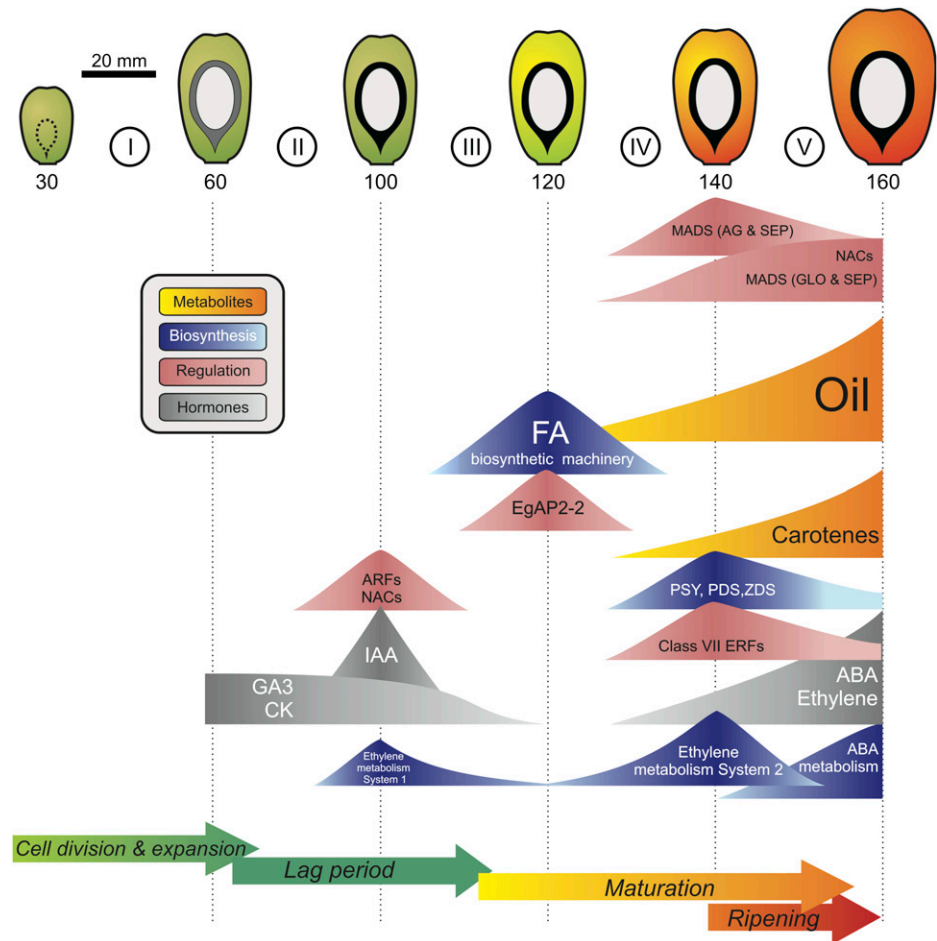 20 mm
I
II
III
IV
V
30
60
100
120
140
160
MADS (AG & SEP)
NACs
MADS (GLO & SEP)
Metabolites
Biosynthesis
Regulation
Hormones
Oil
FA
biosynthetic machinery
EgAP2-2
Carotenes
ARFs
NACs
PSY, PDS,ZDS
IAA
Class VII ERFs
GA3
CK
ABA
Ethylene
Ethylene
metabolism
System 1
Ethylene
metabolism System 2
ABA
metabolism
Cell division & expansion
Lag period
Maturation
Ripening